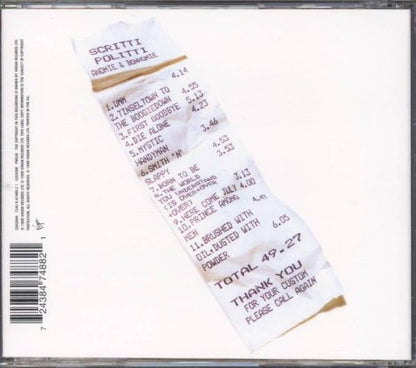 SCRITTI
POLITTI
ANOMIE & BONHOMIE
1.UMM 4.14
2.TINSELTOWN TO
THE BOOGIEDOWN 4.55
3.FIRST GOODBYE 5.13
4.DIE ALONE 4.23
5.MYSTIC
HANDYMAN 3.46
6.SMITH 'N'
SLAPPY 4.53
7.BORN TO BE 3.53
8.THE WORLD
YOU UNDERSTAND
(IS OVER+OVER
+OVER) 3.13
9.HERE COME JULY 4.00
10.PRINCE AMONG
MEN
11.BRUSHED WITH
OIL,DUSTED WITH
POWDER 6.05
TOTAL 49.27
THANK YOU
FOR YOUR CUSTOM
PLEASE CALL AGAIN
7 24384 74882 1